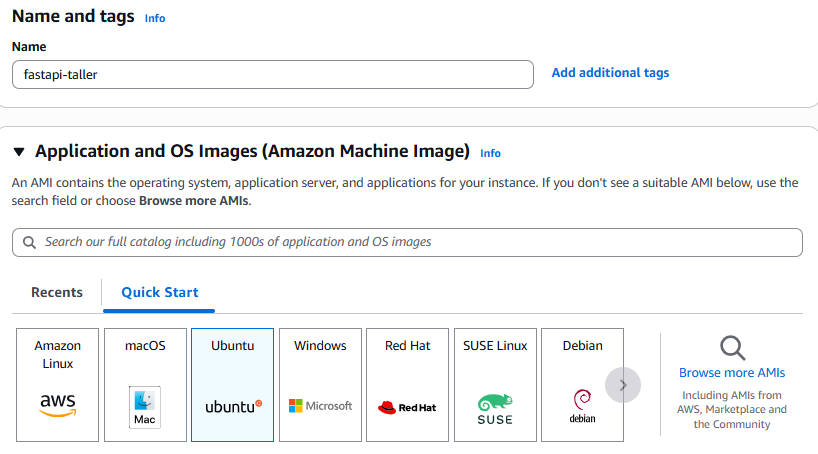 Name and tags Info
Name
fastapi-taller
Add additional tags
Application and OS Images (Amazon Machine Image) Info
An AMI contains the operating system, application server, and applications for your instance. If you don't see a suitable AMI below, use the
search field or choose Browse more AMIs.
Search our full catalog including 1000s of application and OS images
Recents
Quick Start
Amazon
Linux
aws
macOS
Mac
Ubuntu
ubuntu
Windows
Microsoft
Red Hat
Red Hat
SUSE Linux
SUSE
Debian
debian
Browse more AMIs
Including AMIs from
AWS, Marketplace and
the Community